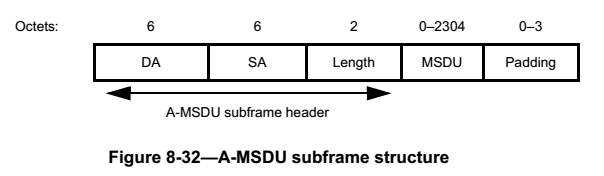 Octets: 6 6 2 0–2304 0–3
DA SA Length MSDU Padding
A-MSDU subframe header
Figure 8-32—A-MSDU subframe structure